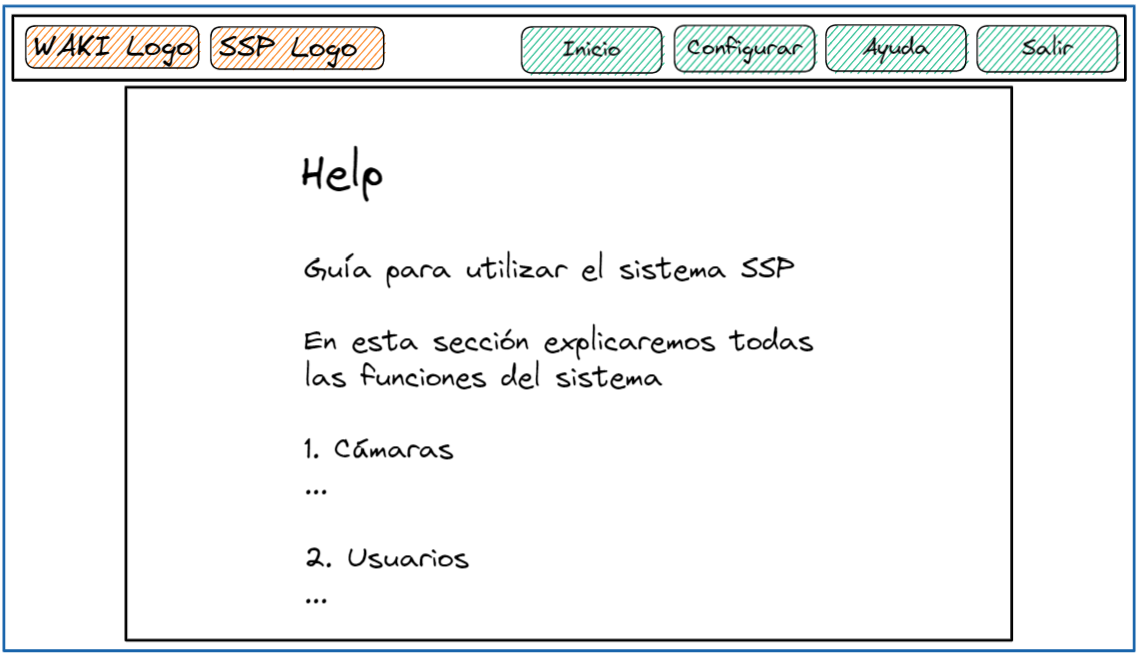 WAKI Logo SSP Logo Inicio Configurar Ayuda Salir
Help
Guía para utilizar el sistema SSP
En esta sección explicaremos todas
las funciones del sistema
1. Cámaras
...
2. Usuarios
...